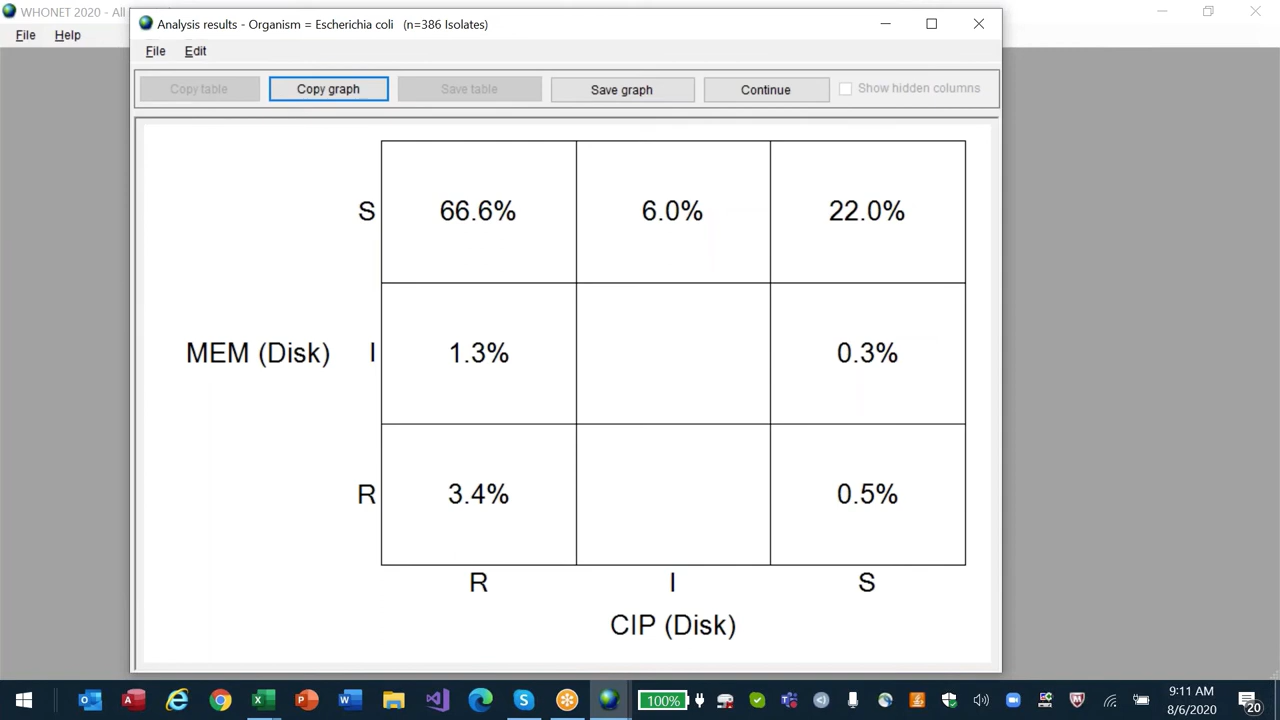 WHONET 2020 - All
File Help
Analysis results - Organism = Escherichia coli (n=386 Isolates)
File Edit
Copy table Copy graph Save table Save graph Continue Show hidden columns
S 66.6% 6.0% 22.0%
MEM (Disk) I 1.3% 0.3%
R 3.4% 0.5%
R I S
CIP (Disk)
100%
9:11 AM
8/6/2020
20